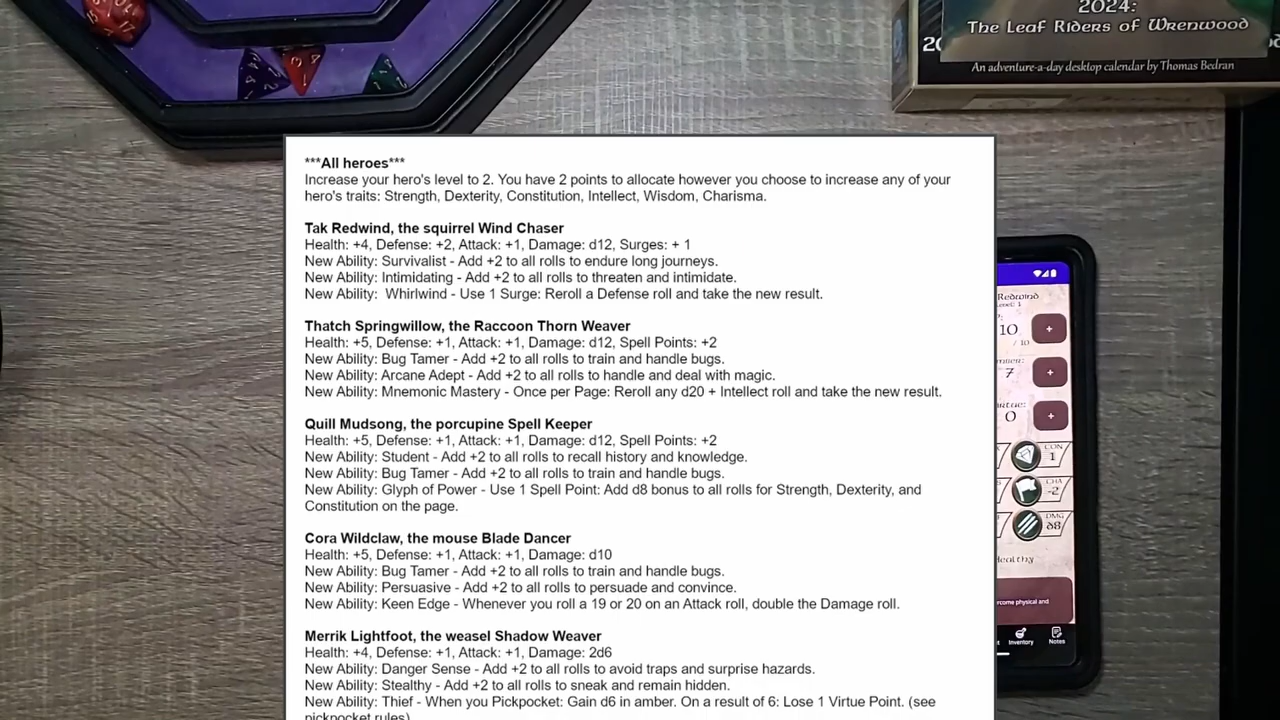 2024:
The Leaf Riders of Wrenwood
An adventure-a-day desktop calendar by Thomas Bedran
***All heroes***
Increase your hero's level to 2. You have 2 points to allocate however you choose to increase any of your
hero's traits: Strength, Dexterity, Constitution, Intellect, Wisdom, Charisma.
Tak Redwind, the squirrel Wind Chaser
Health: +4, Defense: +2, Attack: +1, Damage: d12, Surges: + 1
New Ability: Survivalist - Add +2 to all rolls to endure long journeys.
New Ability: Intimidating - Add +2 to all rolls to threaten and intimidate.
New Ability:  Whirlwind - Use 1 Surge: Reroll a Defense roll and take the new result.
Thatch Springwillow, the Raccoon Thorn Weaver
Health: +5, Defense: +1, Attack: +1, Damage: d12, Spell Points: +2
New Ability: Bug Tamer - Add +2 to all rolls to train and handle bugs.
New Ability: Arcane Adept - Add +2 to all rolls to handle and deal with magic.
New Ability: Mnemonic Mastery - Once per Page: Reroll any d20 + Intellect roll and take the new result.
Quill Mudsong, the porcupine Spell Keeper
Health: +5, Defense: +1, Attack: +1, Damage: d12, Spell Points: +2
New Ability: Student - Add +2 to all rolls to recall history and knowledge.
New Ability: Bug Tamer - Add +2 to all rolls to train and handle bugs.
New Ability: Glyph of Power - Use 1 Spell Point: Add d8 bonus to all rolls for Strength, Dexterity, and
Constitution on the page.
Cora Wildclaw, the mouse Blade Dancer
Health: +5, Defense: +1, Attack: +1, Damage: d10
New Ability: Bug Tamer - Add +2 to all rolls to train and handle bugs.
New Ability: Persuasive - Add +2 to all rolls to persuade and convince.
New Ability: Keen Edge - Whenever you roll a 19 or 20 on an Attack roll, double the Damage roll.
Merrik Lightfoot, the weasel Shadow Weaver
Health: +4, Defense: +1, Attack: +1, Damage: 2d6
New Ability: Danger Sense - Add +2 to all rolls to avoid traps and surprise hazards.
New Ability: Stealthy - Add +2 to all rolls to sneak and remain hidden.
New Ability: Thief - When you Pickpocket: Gain d6 in amber. On a result of 6: Lose 1 Virtue Point. (see
pickpocket rules)
Redwind
10
/ 10
+
7
+
0
+
CON
1
CHA
-2
DMG
d8
Healthy
physical and
Inventory
Notes